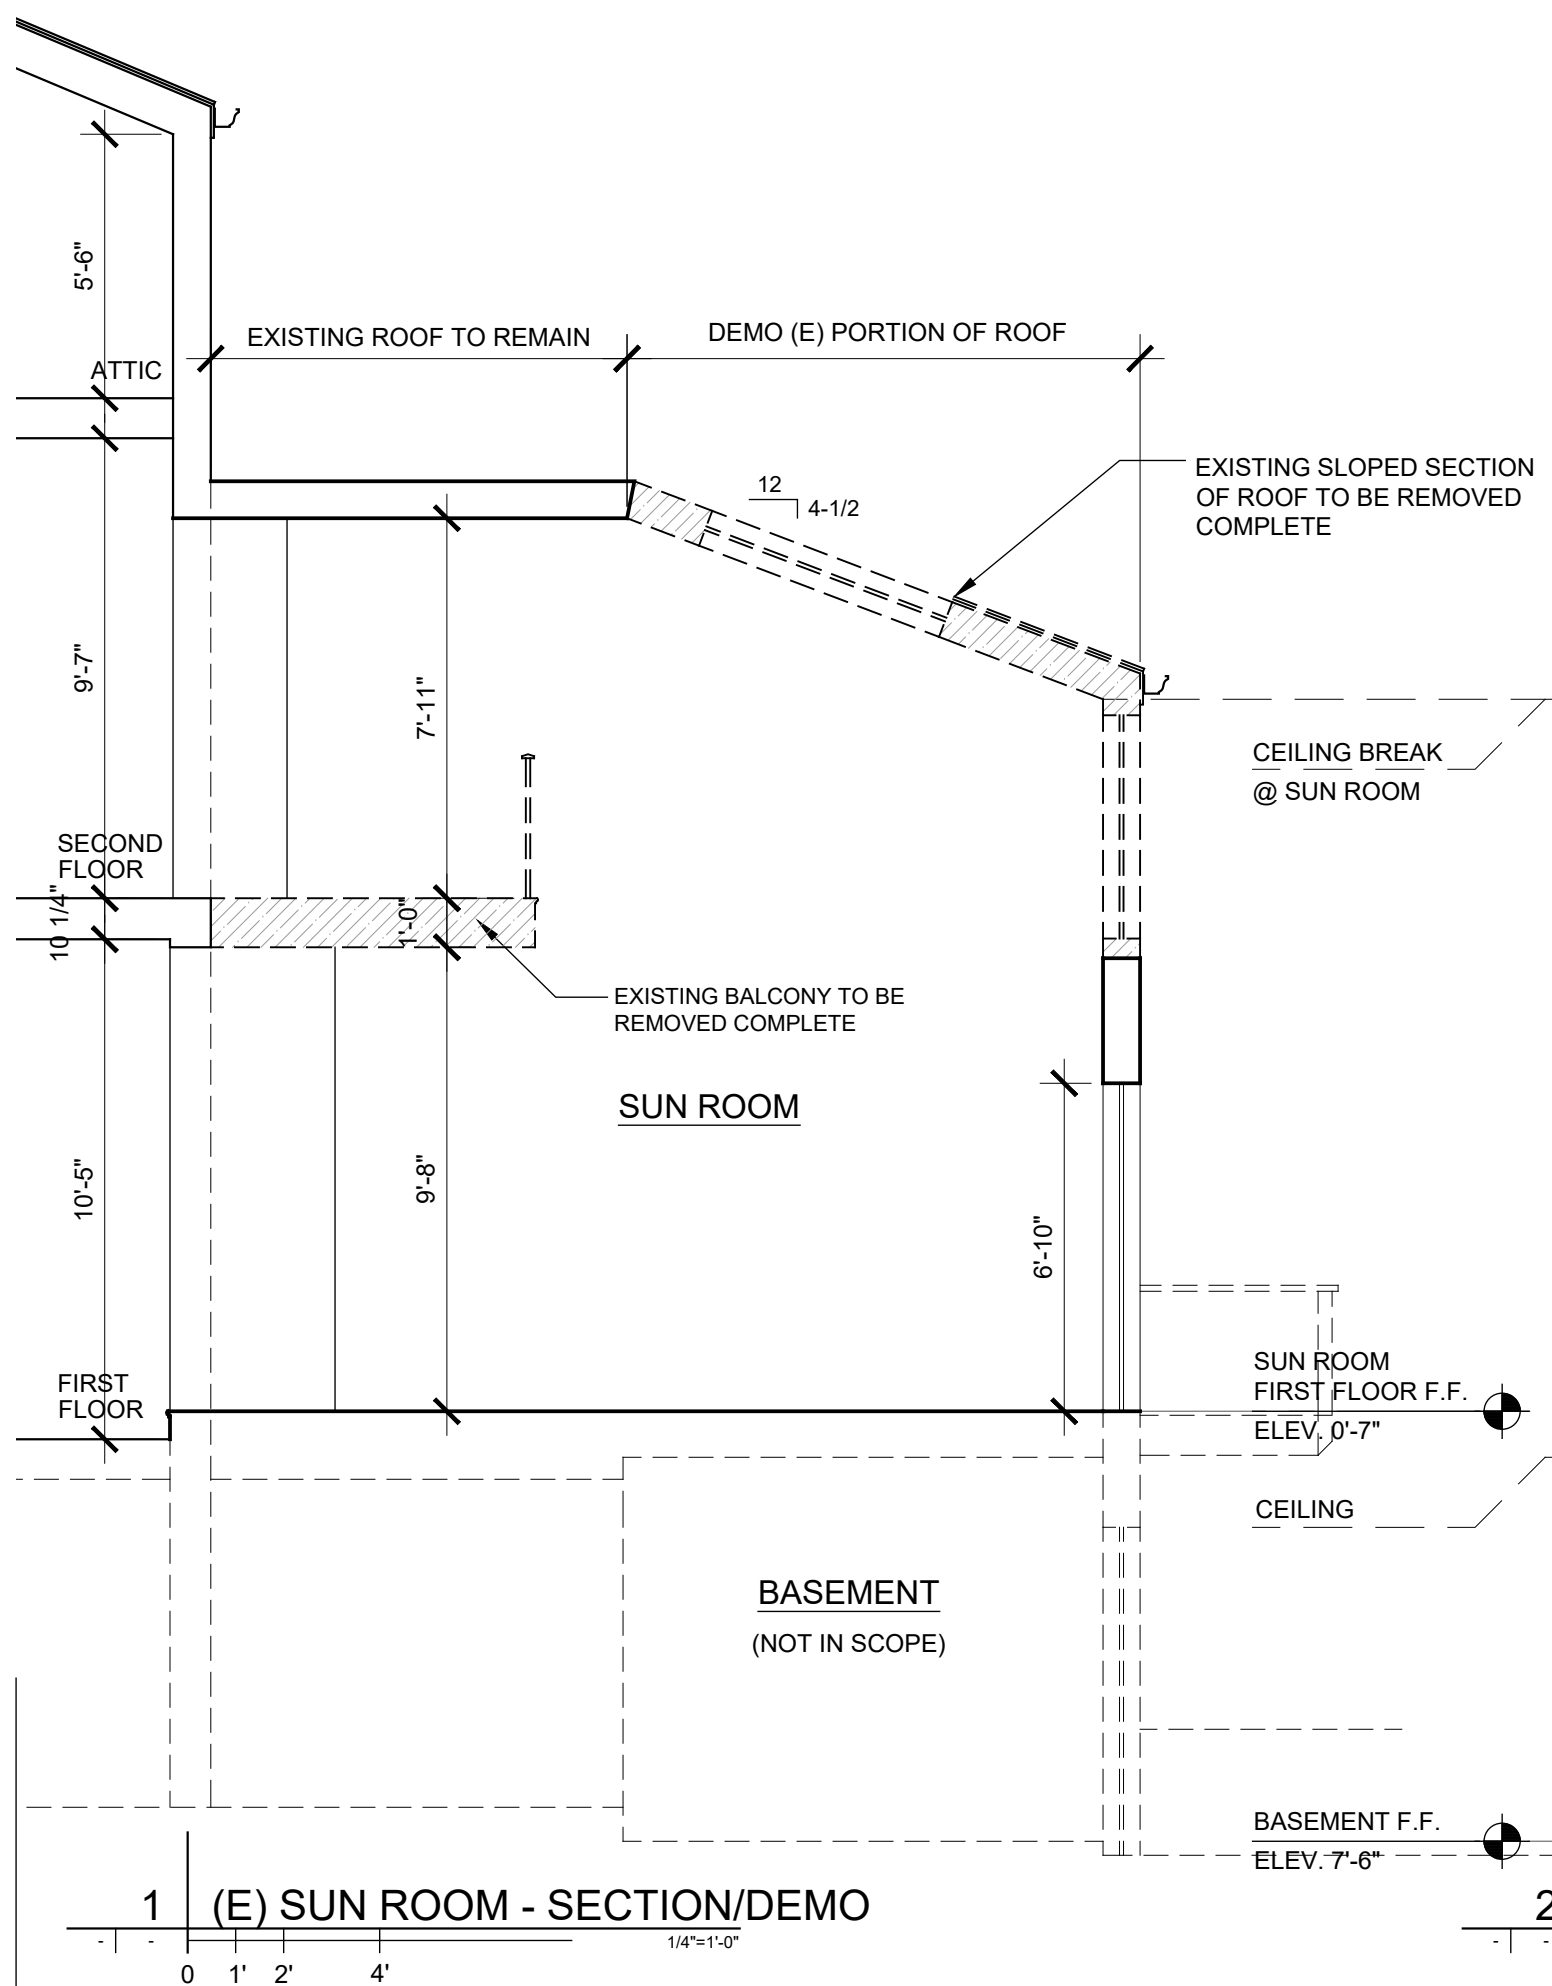 5'-6"
EXISTING ROOF TO REMAIN
DEMO (E) PORTION OF ROOF
ATTIC
12
4-1/2
EXISTING SLOPED SECTION
OF ROOF TO BE REMOVED
COMPLETE
9'-7"
7'-11"
CEILING BREAK
@ SUN ROOM
SECOND
FLOOR
10 1/4"
1'-0"
EXISTING BALCONY TO BE
REMOVED COMPLETE
SUN ROOM
10'-5"
9'-8"
6'-10"
FIRST
FLOOR
SUN ROOM
FIRST FLOOR F.F.
ELEV. 0'-7"
CEILING
BASEMENT
(NOT IN SCOPE)
BASEMENT F.F.
ELEV. 7'-6"
1
(E) SUN ROOM - SECTION/DEMO
1/4"=1'-0"
- -
0 1' 2' 4'
2
- -